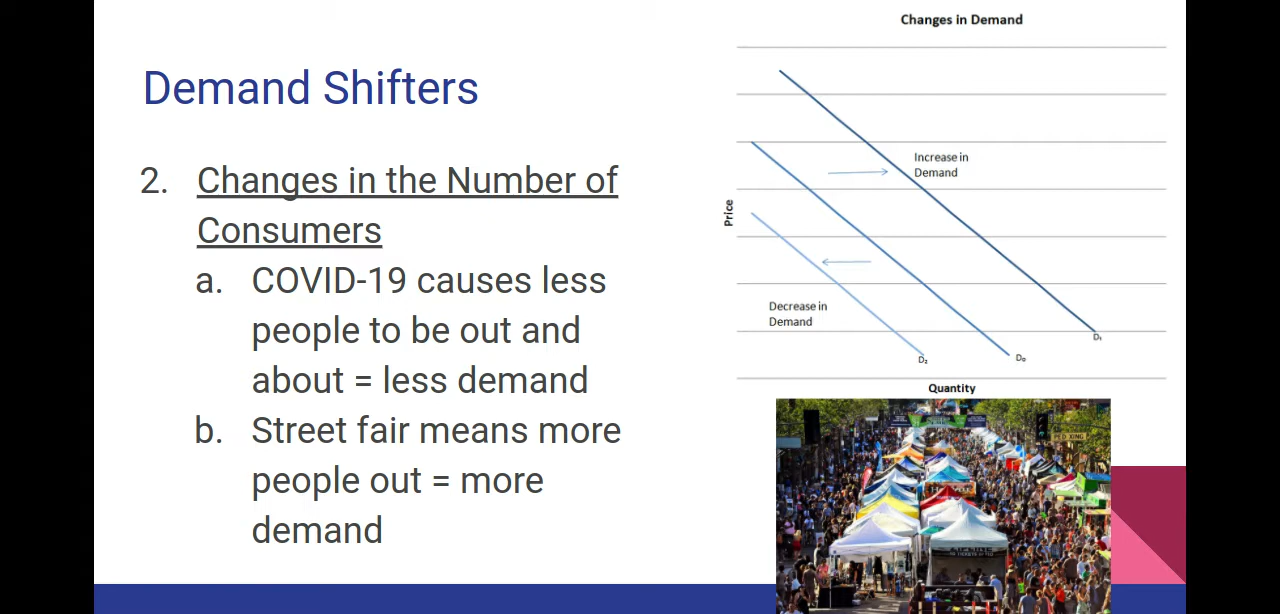 Demand Shifters
2. Changes in the Number of
Consumers
a. COVID-19 causes less
people to be out and
about = less demand
b. Street fair means more
people out = more
demand
Changes in Demand
Price
Increase in
Demand
Decrease in
Demand
D₂
D₀
D₁
Quantity
PED XING